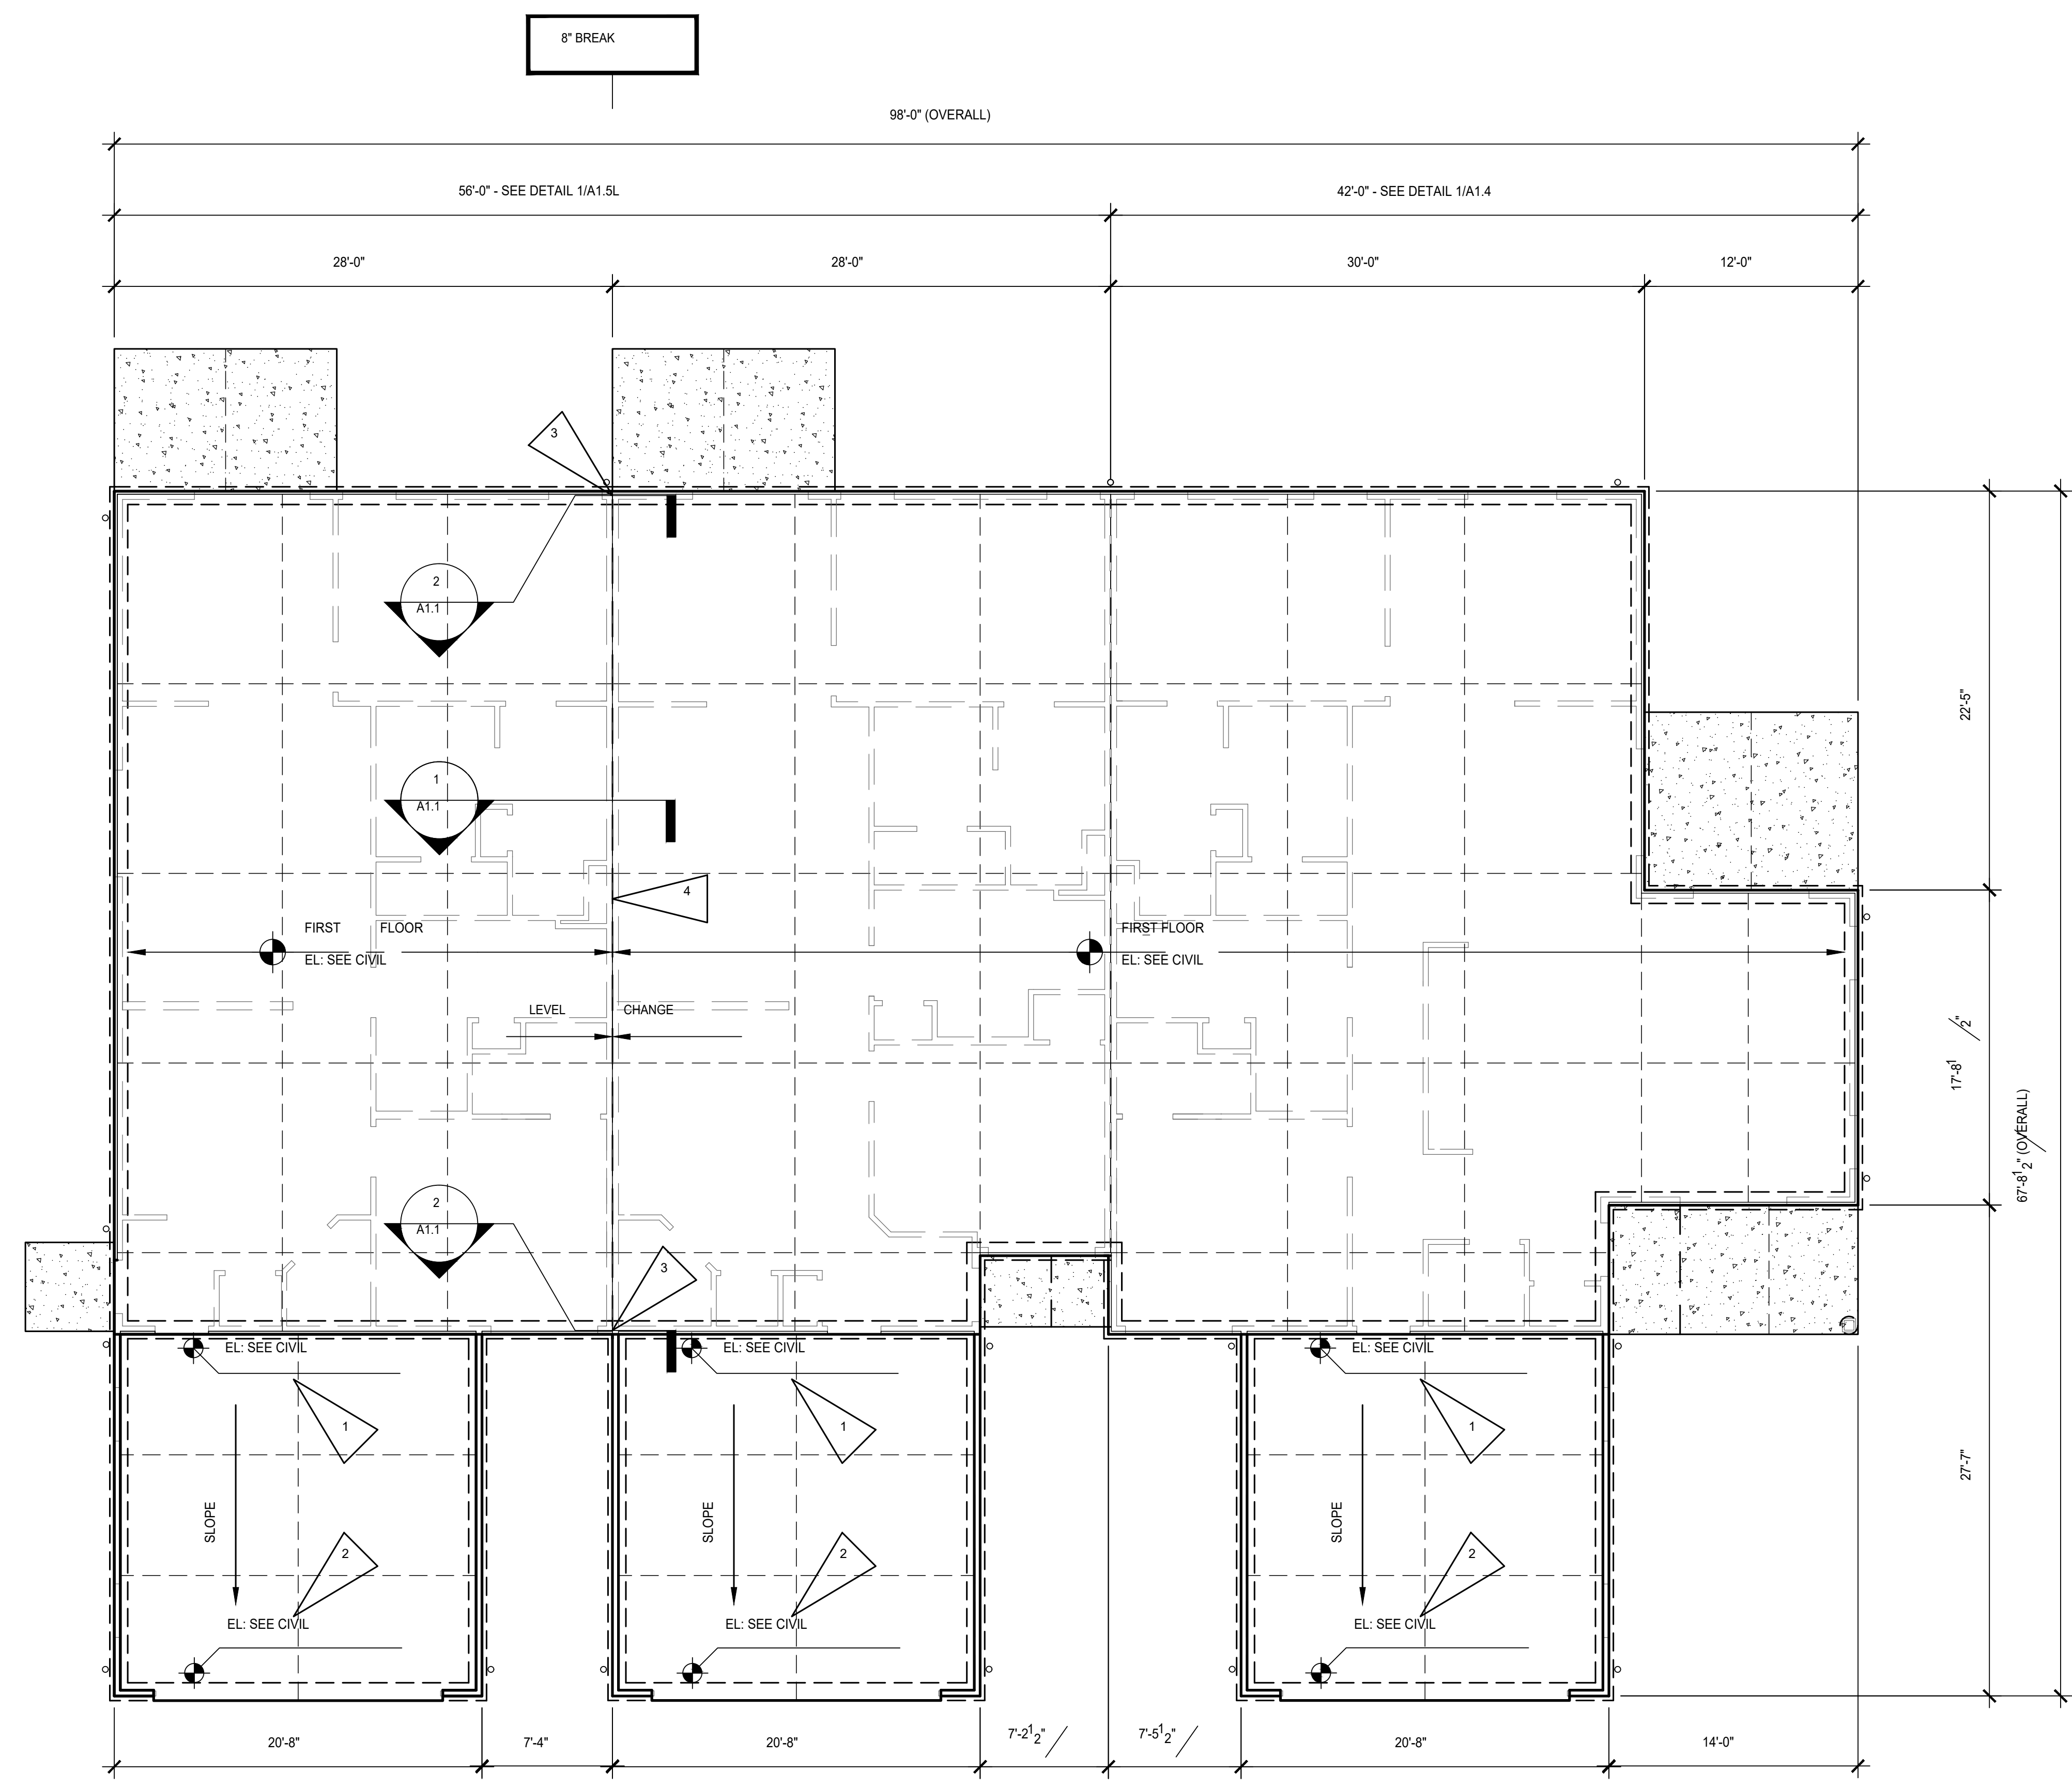 8" BREAK
98'-0" (OVERALL)
56'-0" - SEE DETAIL 1/A1.5L
42'-0" - SEE DETAIL 1/A1.4
28'-0"
28'-0"
30'-0"
12'-0"
3
2
A1.1
22'-5"
1
A1.1
4
FIRST FLOOR
EL: SEE CIVIL
FIRST FLOOR
EL: SEE CIVIL
LEVEL CHANGE
17'-8 1/2"
67'-8 1/2" (OVERALL)
2
A1.1
3
EL: SEE CIVIL
EL: SEE CIVIL
EL: SEE CIVIL
1
1
1
27'-7"
SLOPE
SLOPE
SLOPE
2
2
2
EL: SEE CIVIL
EL: SEE CIVIL
EL: SEE CIVIL
20'-8"
7'-4"
20'-8"
7'-2 1/2"
7'-5 1/2"
20'-8"
14'-0"